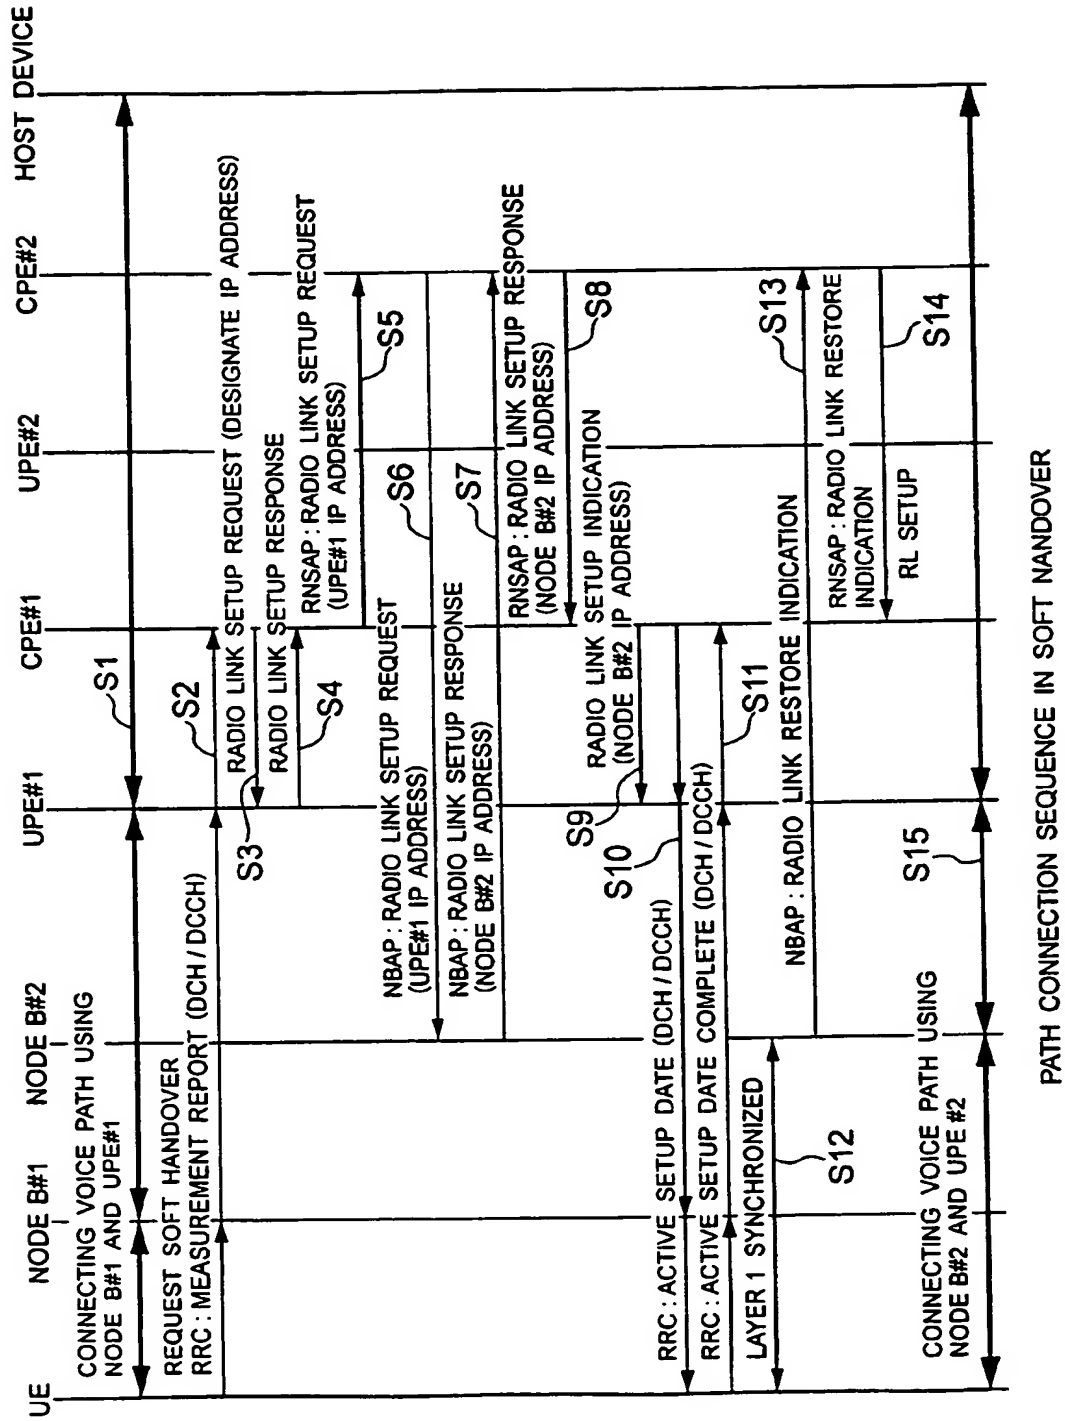 UE
NODE B#1
NODE B#2
UPE#1
CPE#1
UPE#2
CPE#2
HOST DEVICE
CONNECTING VOICE PATH USING
NODE B#1 AND UPE#1
S1
REQUEST SOFT HANDOVER
RRC : MEASUREMENT REPORT (DCH / DCCH)
S2
RADIO LINK SETUP REQUEST (DESIGNATE IP ADDRESS)
S3
RADIO LINK SETUP RESPONSE
S4
RNSAP : RADIO LINK SETUP REQUEST
(UPE#1 IP ADDRESS)
S5
NBAP : RADIO LINK SETUP REQUEST
(UPE#1 IP ADDRESS)
S6
NBAP : RADIO LINK SETUP RESPONSE
(NODE B#2 IP ADDRESS)
S7
RNSAP : RADIO LINK SETUP RESPONSE
(NODE B#2 IP ADDRESS)
S8
RADIO LINK SETUP INDICATION
(NODE B#2 IP ADDRESS)
S9
S10
RRC : ACTIVE SETUP DATE (DCH / DCCH)
RRC : ACTIVE SETUP DATE COMPLETE (DCH / DCCH)
S11
LAYER 1 SYNCHRONIZED
S12
NBAP : RADIO LINK RESTORE INDICATION
S13
RNSAP : RADIO LINK RESTORE
INDICATION
RL SETUP
S14
CONNECTING VOICE PATH USING
NODE B#2 AND UPE #2
S15
PATH CONNECTION SEQUENCE IN SOFT NANDOVER